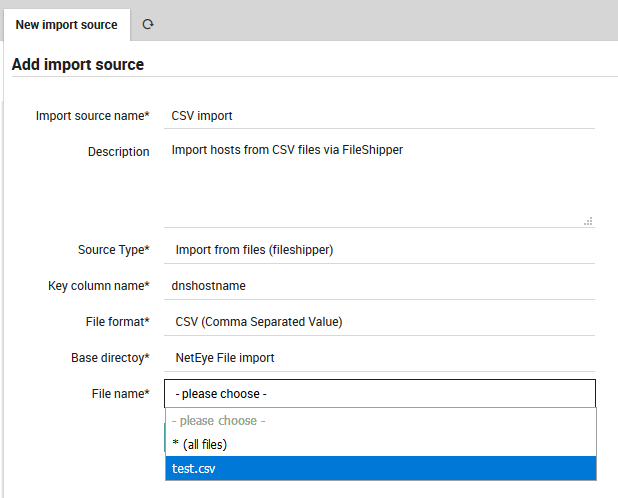 New import source
Add import source
Import source name* CSV import
Description Import hosts from CSV files via FileShipper
Source Type* Import from files (fileshipper)
Key column name* dnshostname
File format* CSV (Comma Separated Value)
Base directoy* NetEye File import
File name* - please choose -
- please choose -
* (all files)
test.csv